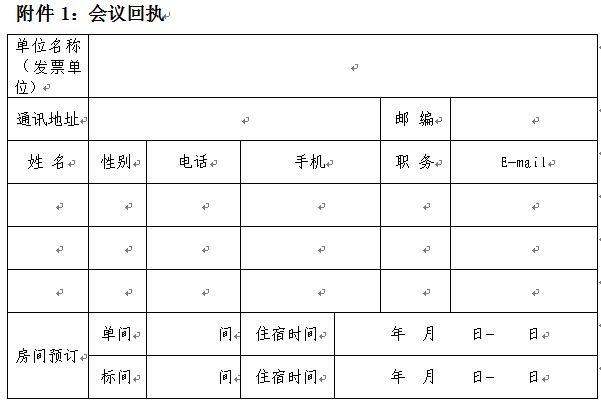 附件 1：会议回执
单位名称
（发票单
位）
通讯地址 邮 编
姓 名 性别 电话 手机 职 务 E-mail
房间预订
单间 间 住宿时间 年 月 日— 日
标间 间 住宿时间 年 月 日— 日